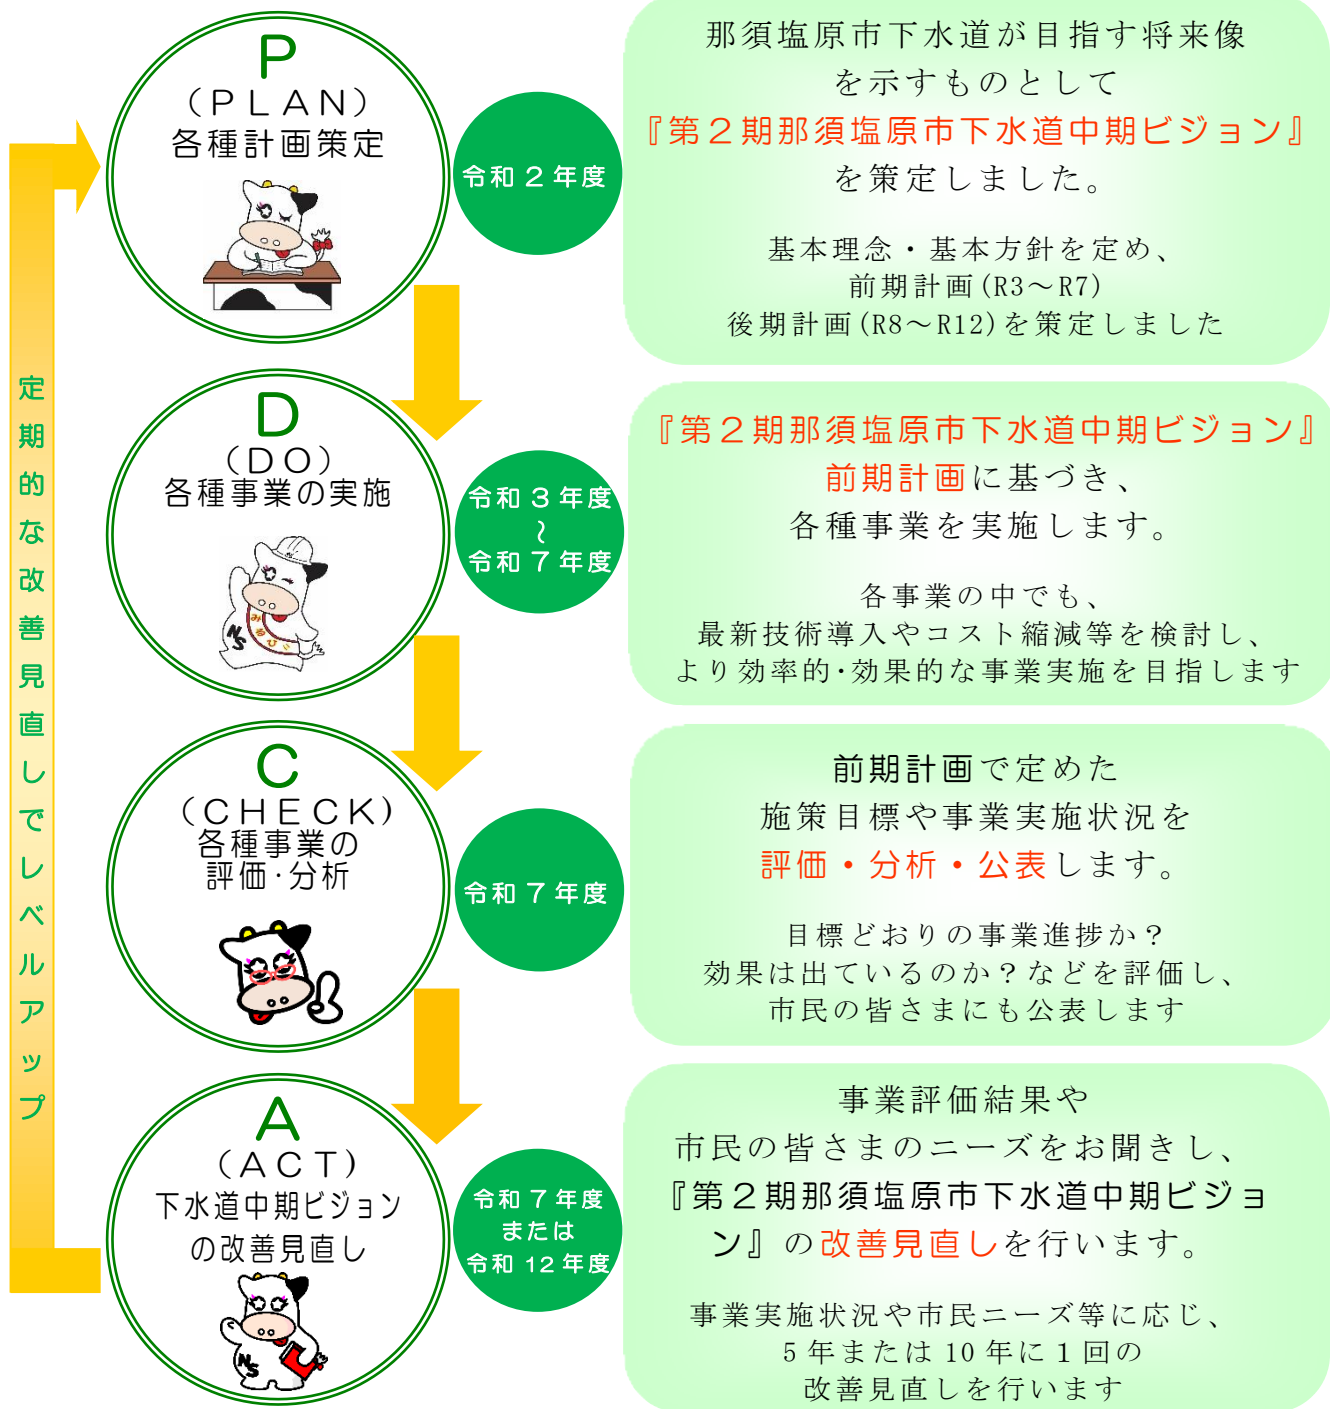 P
(PLAN)
各種計画策定
令和２年度
那須塩原市下水道が目指す将来像
を示すものとして
『第２期那須塩原市下水道中期ビジョン』
を策定しました。
基本理念・基本方針を定め、
前期計画(R3～R7)
後期計画(R8～R12)を策定しました
D
(DO)
各種事業の実施
みるひぃ
NS
令和３年度
～
令和７年度
『第２期那須塩原市下水道中期ビジョン』
前期計画に基づき、
各種事業を実施します。
各事業の中でも、
最新技術導入やコスト縮減等を検討し、
より効率的･効果的な事業実施を目指します
C
(CHECK)
各種事業の
評価･分析
令和７年度
前期計画で定めた
施策目標や事業実施状況を
評価・分析・公表します。
目標どおりの事業進捗か？
効果は出ているのか？などを評価し、
市民の皆さまにも公表します
A
(ACT)
下水道中期ビジョン
の改善見直し
NS
令和７年度
または
令和 12 年度
事業評価結果や
市民の皆さまのニーズをお聞きし、
『第２期那須塩原市下水道中期ビジョ
ン』の改善見直しを行います。
事業実施状況や市民ニーズ等に応じ、
5 年または 10 年に１回の
改善見直しを行います
定期的な改善見直しでレベルアップ